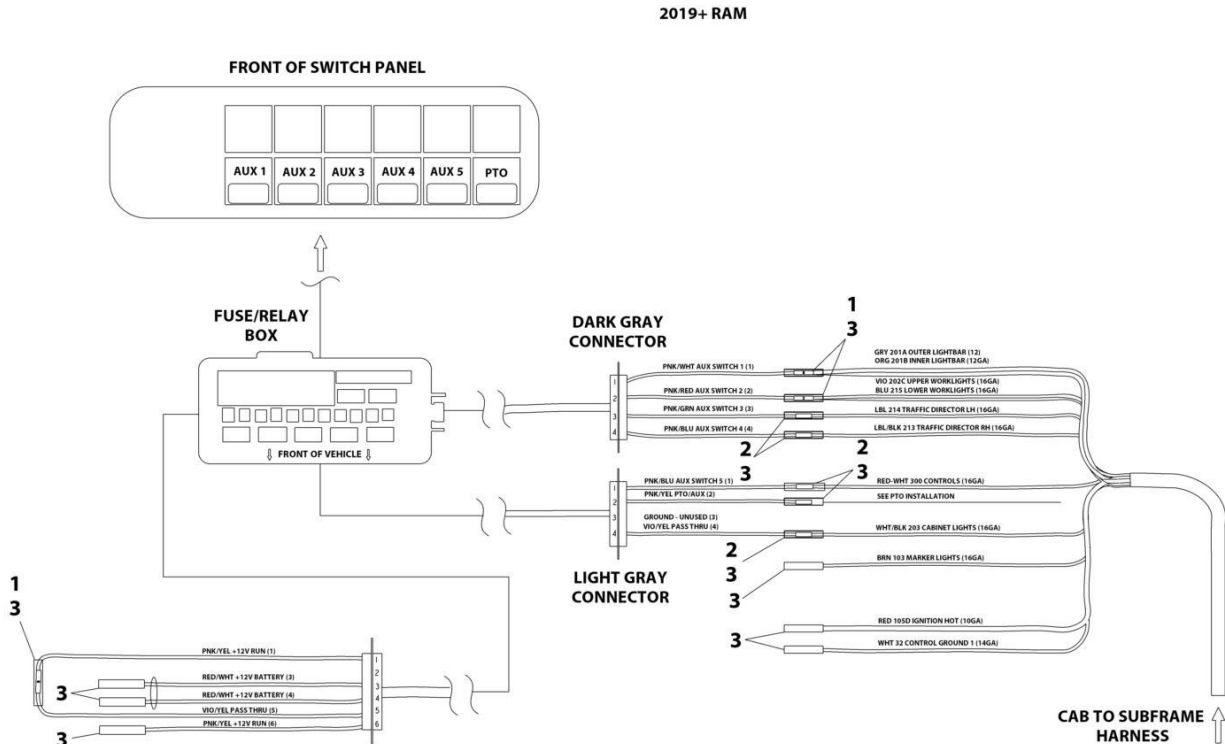 2019+ RAM
FRONT OF SWITCH PANEL
AUX 1 AUX 2 AUX 3 AUX 4 AUX 5 PTO
FUSE/RELAY
BOX
⇩ FRONT OF VEHICLE ⇩
DARK GRAY
CONNECTOR
1
3
1
PNK/WHT AUX SWITCH 1 (1)
GRY 201A OUTER LIGHTBAR (12)
ORG 201B INNER LIGHTBAR (12GA)
2
PNK/RED AUX SWITCH 2 (2)
VIO 202C UPPER WORKLIGHTS (16GA)
BLU 215 LOWER WORKLIGHTS (16GA)
3
PNK/GRN AUX SWITCH 3 (3)
LBL 214 TRAFFIC DIRECTOR LH (16GA)
4
PNK/BLU AUX SWITCH 4 (4)
LBL/BLK 213 TRAFFIC DIRECTOR RH (16GA)
2
3
2
3
1
PNK/BLU AUX SWITCH 5 (1)
RED-WHT 300 CONTROLS (16GA)
2
PNK/YEL PTO/AUX (2)
SEE PTO INSTALLATION
3
GROUND - UNUSED (3)
4
VIO/YEL PASS THRU (4)
WHT/BLK 203 CABINET LIGHTS (16GA)
2
3
LIGHT GRAY
CONNECTOR
3
BRN 103 MARKER LIGHTS (16GA)
3
RED 105D IGNITION HOT (10GA)
WHT 32 CONTROL GROUND 1 (14GA)
1
3
PNK/YEL +12V RUN (1)
1
2
3
RED/WHT +12V BATTERY (3)
3
RED/WHT +12V BATTERY (4)
4
VIO/YEL PASS THRU (5)
5
3
PNK/YEL +12V RUN (6)
6
CAB TO SUBFRAME
HARNESS